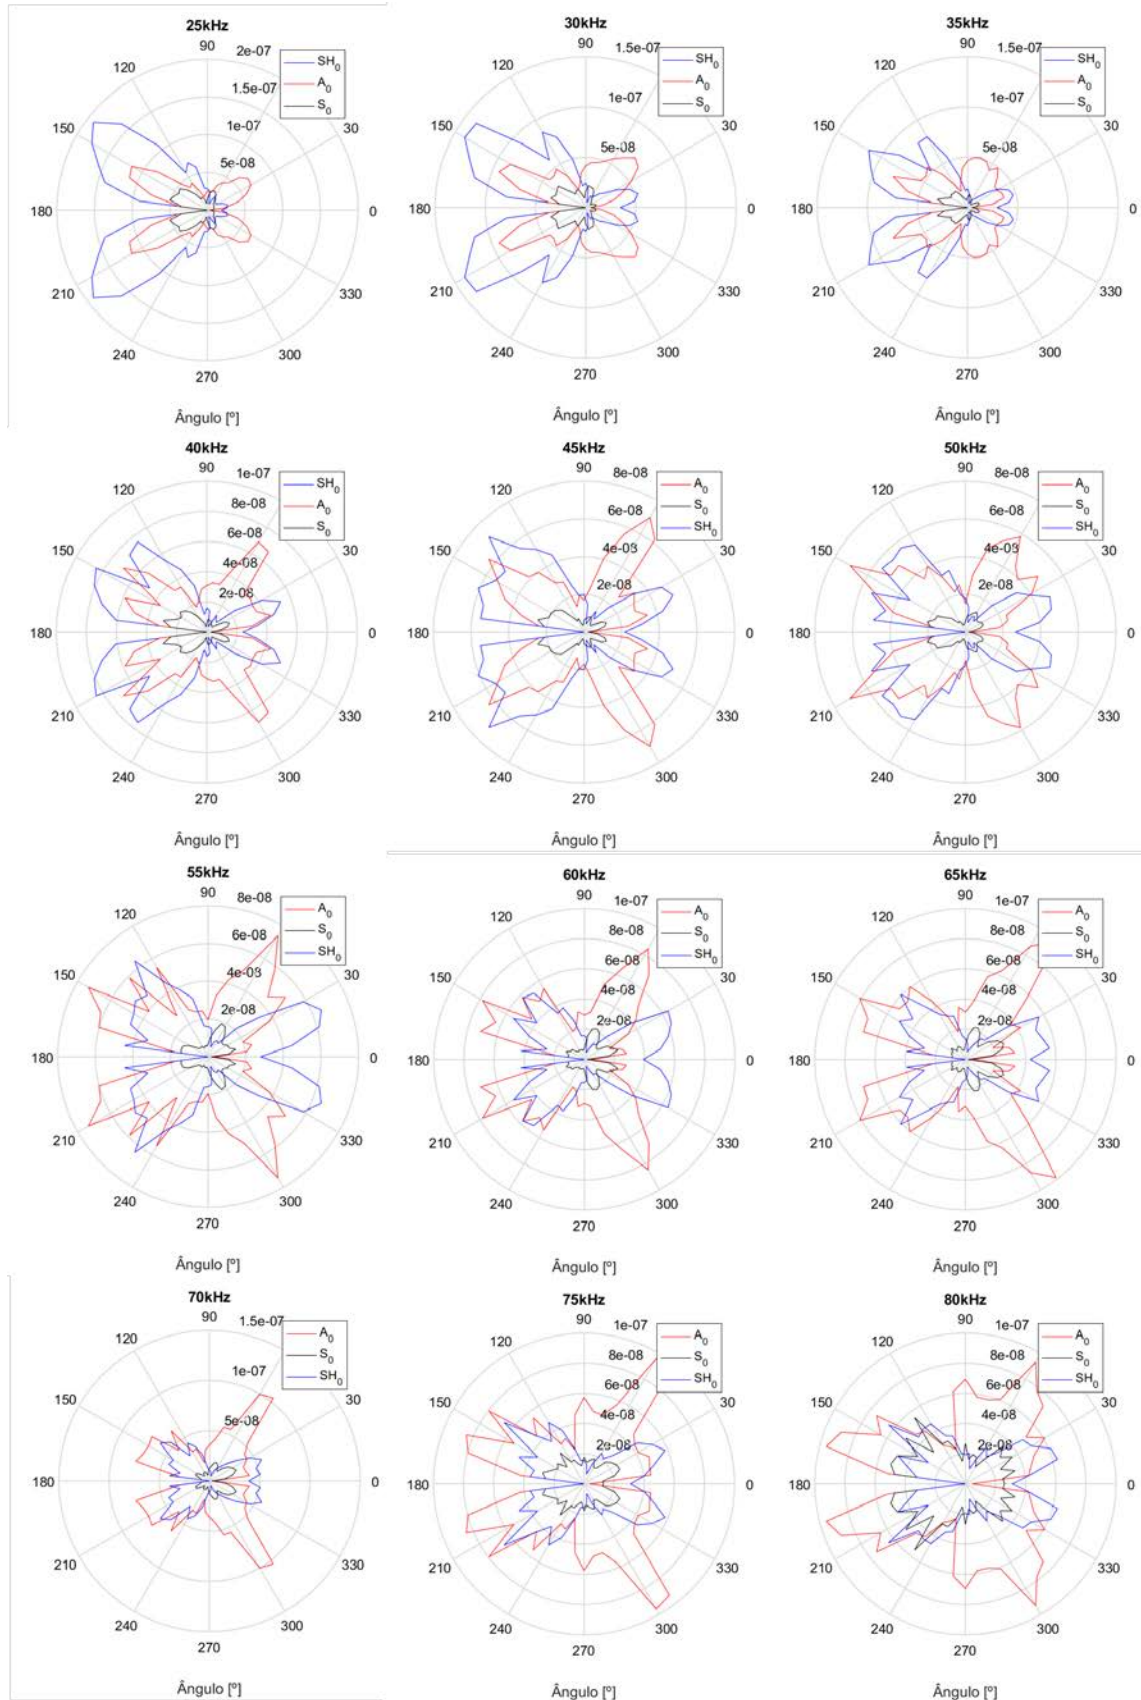 25kHz
90
2e-07
1.5e-07
1e-07
5e-08
120
150
180
210
240
270
300
330
0
30
SH0
A0
S0
Ângulo [º]
30kHz
90
1.5e-07
1e-07
5e-08
120
150
180
210
240
270
300
330
0
30
SH0
A0
S0
Ângulo [º]
35kHz
90
1.5e-07
1e-07
5e-08
120
150
180
210
240
270
300
330
0
30
SH0
A0
S0
Ângulo [º]
40kHz
90
1e-07
8e-08
6e-08
4e-08
2e-08
120
150
180
210
240
270
300
330
0
30
SH0
A0
S0
Ângulo [º]
45kHz
90
8e-08
6e-08
4e-08
2e-08
120
150
180
210
240
270
300
330
0
30
A0
S0
SH0
Ângulo [º]
50kHz
90
8e-08
6e-08
4e-08
2e-08
120
150
180
210
240
270
300
330
0
30
A0
S0
SH0
Ângulo [º]
55kHz
90
8e-08
6e-08
4e-08
2e-08
120
150
180
210
240
270
300
330
0
30
A0
S0
SH0
Ângulo [º]
60kHz
90
1e-07
8e-08
6e-08
4e-08
2e-08
120
150
180
210
240
270
300
330
0
30
A0
S0
SH0
Ângulo [º]
65kHz
90
1e-07
8e-08
6e-08
4e-08
2e-08
120
150
180
210
240
270
300
330
0
30
A0
S0
SH0
Ângulo [º]
70kHz
90
1.5e-07
1e-07
5e-08
120
150
180
210
240
270
300
330
0
30
A0
S0
SH0
Ângulo [º]
75kHz
90
1e-07
8e-08
6e-08
4e-08
2e-08
120
150
180
210
240
270
300
330
0
30
A0
S0
SH0
Ângulo [º]
80kHz
90
1e-07
8e-08
6e-08
4e-08
2e-08
120
150
180
210
240
270
300
330
0
30
A0
S0
SH0
Ângulo [º]